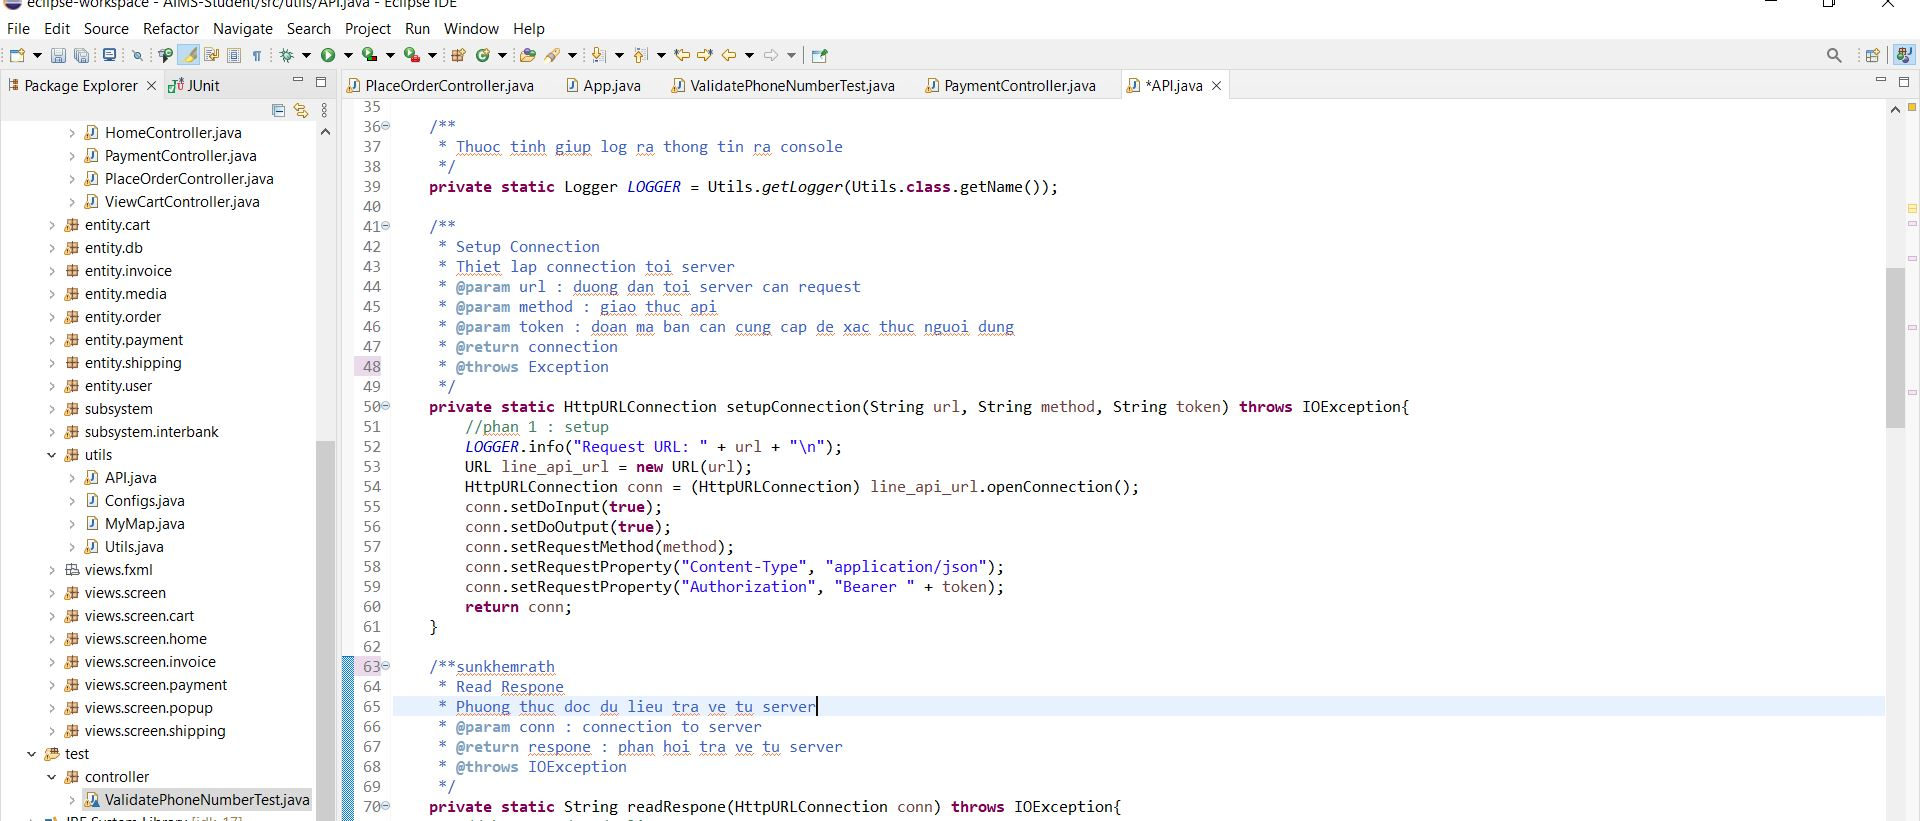 eclipse-workspace - AIMS-Student/src/utils/API.java - Eclipse IDE
File Edit Source Refactor Navigate Search Project Run Window Help
Package Explorer JUnit
PlaceOrderController.java App.java ValidatePhoneNumberTest.java PaymentController.java *API.java
HomeController.java
PaymentController.java
PlaceOrderController.java
ViewCartController.java
entity.cart
entity.db
entity.invoice
entity.media
entity.order
entity.payment
entity.shipping
entity.user
subsystem
subsystem.interbank
utils
API.java
Configs.java
MyMap.java
Utils.java
views.fxml
views.screen
views.screen.cart
views.screen.home
views.screen.invoice
views.screen.payment
views.screen.popup
views.screen.shipping
test
controller
ValidatePhoneNumberTest.java
JRE System Library [jdk-17]
35
36 /**
37 * Thuoc tinh giup log ra thong tin ra console
38 */
39 private static Logger LOGGER = Utils.getLogger(Utils.class.getName());
40
41 /**
42 * Setup Connection
43 * Thiet lap connection toi server
44 * @param url : duong dan toi server can request
45 * @param method : giao thuc api
46 * @param token : doan ma ban can cung cap de xac thuc nguoi dung
47 * @return connection
48 * @throws Exception
49 */
50 private static HttpURLConnection setupConnection(String url, String method, String token) throws IOException{
51 //phan 1 : setup
52 LOGGER.info("Request URL: " + url + "\n");
53 URL line_api_url = new URL(url);
54 HttpURLConnection conn = (HttpURLConnection) line_api_url.openConnection();
55 conn.setDoInput(true);
56 conn.setDoOutput(true);
57 conn.setRequestMethod(method);
58 conn.setRequestProperty("Content-Type", "application/json");
59 conn.setRequestProperty("Authorization", "Bearer " + token);
60 return conn;
61 }
62
63 /**sunkhemrath
64 * Read Respone
65 * Phuong thuc doc du lieu tra ve tu server
66 * @param conn : connection to server
67 * @return respone : phan hoi tra ve tu server
68 * @throws IOException
69 */
70 private static String readRespone(HttpURLConnection conn) throws IOException{